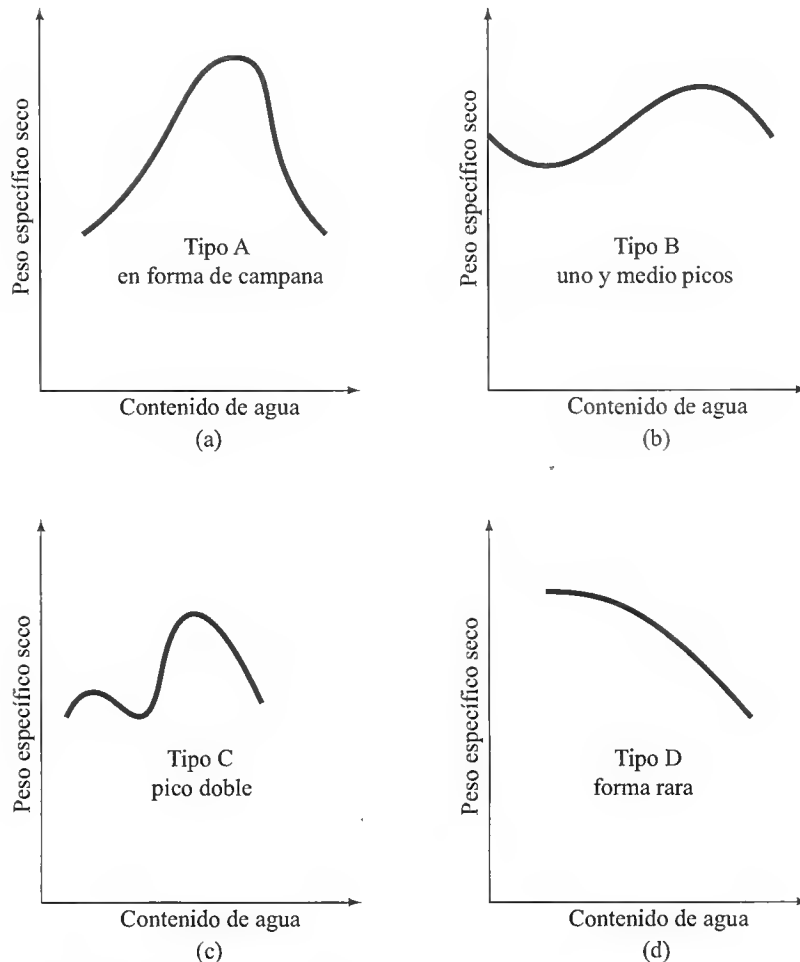 Peso específico seco
Tipo A
en forma de campana
Contenido de agua
(a)
Peso específico seco
Tipo B
uno y medio picos
Contenido de agua
(b)
Peso específico seco
Tipo C
pico doble
Contenido de agua
(c)
Peso específico seco
Tipo D
forma rara
Contenido de agua
(d)